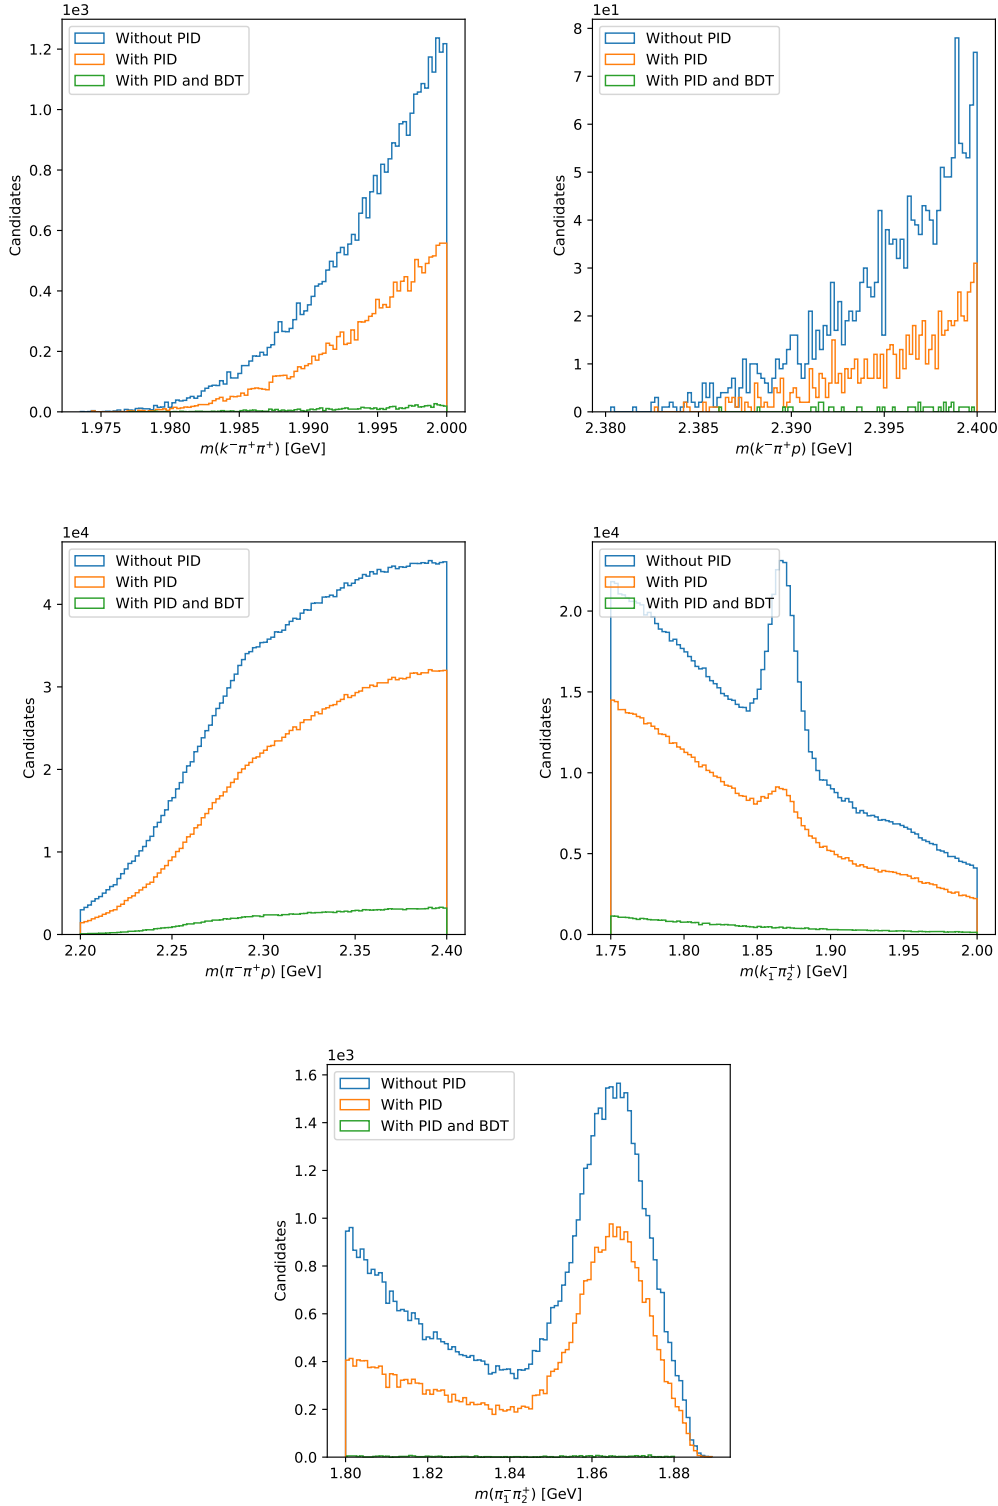 1e3
Without PID
With PID
With PID and BDT
1.2
1.0
0.8
0.6
0.4
0.2
0.0
Candidates
1.975 1.980 1.985 1.990 1.995 2.000
m(k⁻π⁺π⁺) [GeV]
1e1
Without PID
With PID
With PID and BDT
8
7
6
5
4
3
2
1
0
Candidates
2.380 2.385 2.390 2.395 2.400
m(k⁻π⁺p) [GeV]
1e4
Without PID
With PID
With PID and BDT
4
3
2
1
0
Candidates
2.20 2.25 2.30 2.35 2.40
m(π⁻π⁺p) [GeV]
1e4
Without PID
With PID
With PID and BDT
2.0
1.5
1.0
0.5
0.0
Candidates
1.75 1.80 1.85 1.90 1.95 2.00
m(k₁⁻π₂⁺) [GeV]
1e3
Without PID
With PID
With PID and BDT
1.6
1.4
1.2
1.0
0.8
0.6
0.4
0.2
0.0
Candidates
1.80 1.82 1.84 1.86 1.88
m(π₁⁻π₂⁺) [GeV]